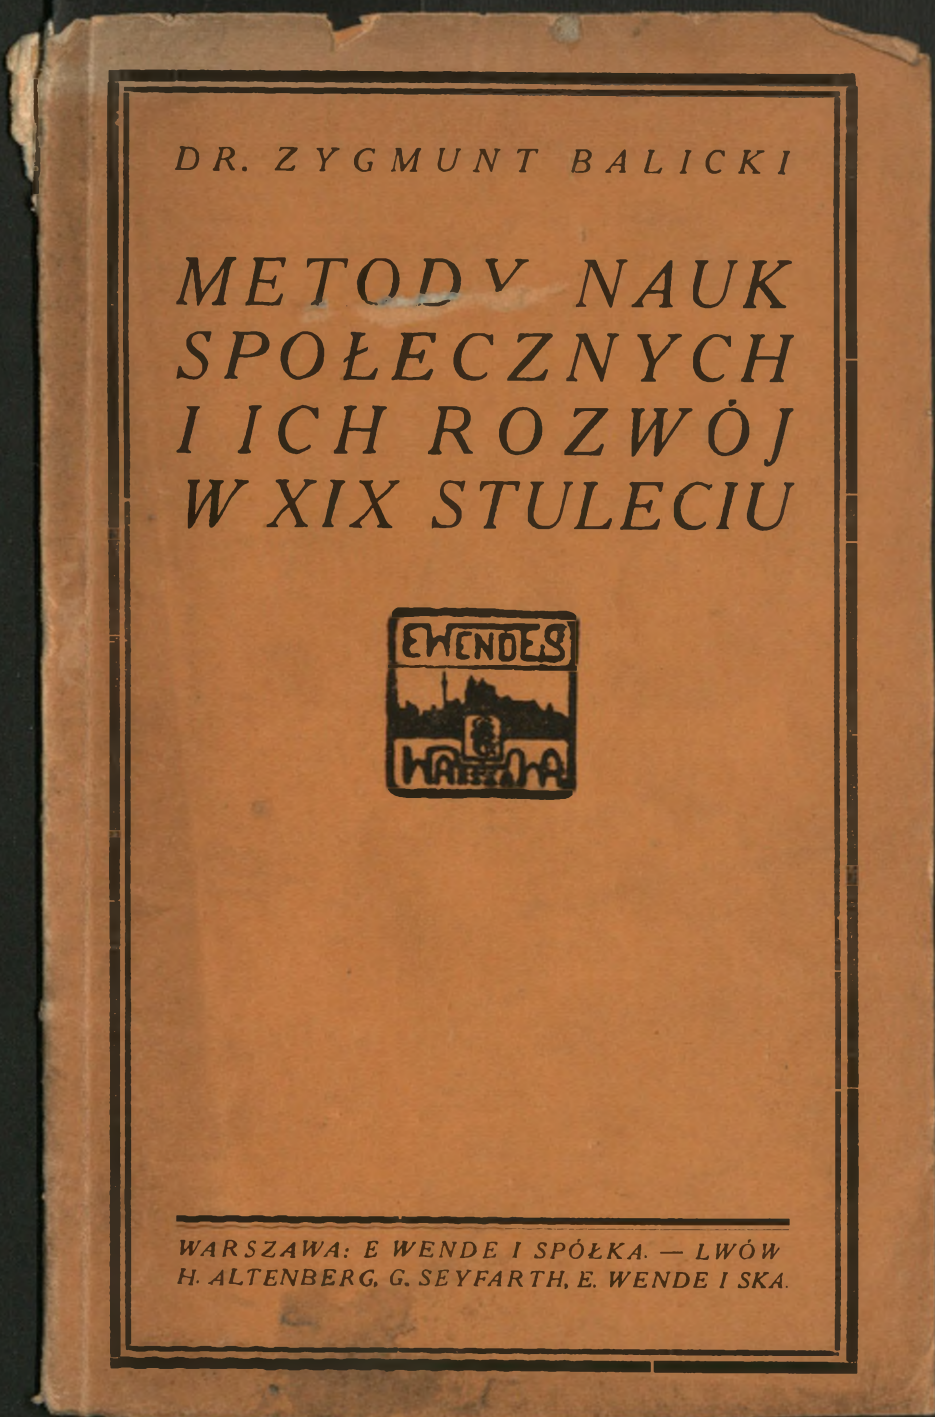 DR. ZYGMUNT BALICKI
METODY NAUK
SPOŁECZNYCH
I ICH ROZWÓJ
W XIX STULECIU
EWENDES
WARSZAWA
WARSZAWA: E WENDE I SPÓŁKA. — LWÓW
H. ALTENBERG, G. SEYFARTH, E. WENDE I SKA.